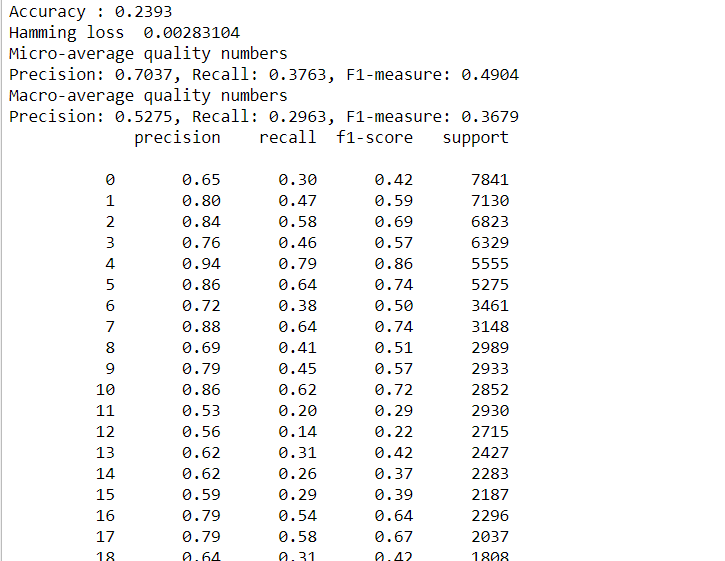 Accuracy : 0.2393
Hamming loss  0.00283104
Micro-average quality numbers
Precision: 0.7037, Recall: 0.3763, F1-measure: 0.4904
Macro-average quality numbers
Precision: 0.5275, Recall: 0.2963, F1-measure: 0.3679
precision recall f1-score support
0 0.65 0.30 0.42 7841
1 0.80 0.47 0.59 7130
2 0.84 0.58 0.69 6823
3 0.76 0.46 0.57 6329
4 0.94 0.79 0.86 5555
5 0.86 0.64 0.74 5275
6 0.72 0.38 0.50 3461
7 0.88 0.64 0.74 3148
8 0.69 0.41 0.51 2989
9 0.79 0.45 0.57 2933
10 0.86 0.62 0.72 2852
11 0.53 0.20 0.29 2930
12 0.56 0.14 0.22 2715
13 0.62 0.31 0.42 2427
14 0.62 0.26 0.37 2283
15 0.59 0.29 0.39 2187
16 0.79 0.54 0.64 2296
17 0.79 0.58 0.67 2037
18 0.64 0.31 0.42 1808